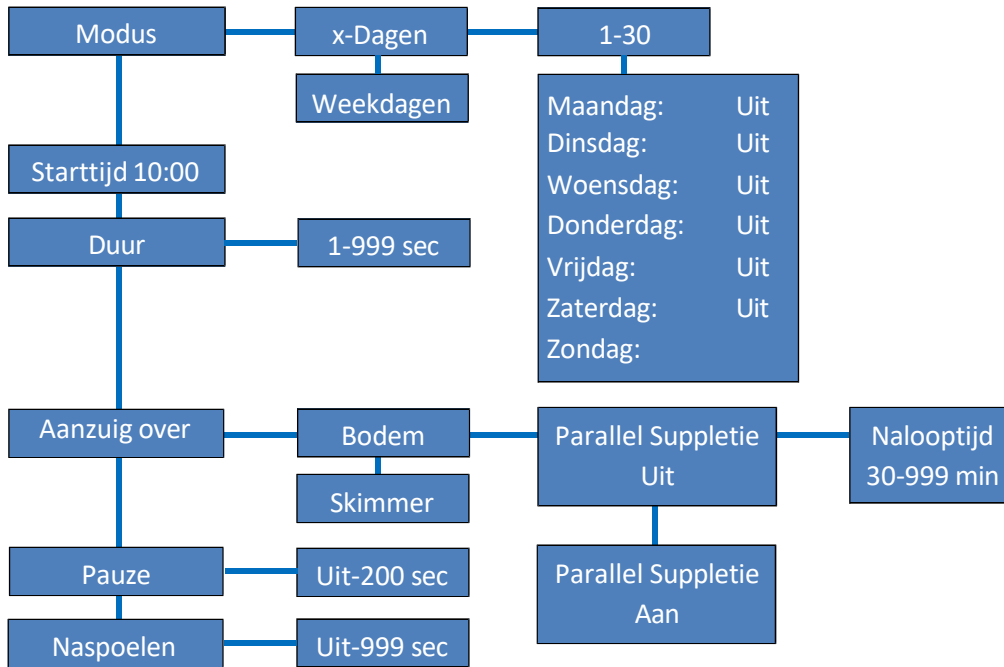 Modus
x-Dagen
1-30
Weekdagen
Maandag: Uit
Dinsdag: Uit
Woensdag: Uit
Donderdag: Uit
Vrijdag: Uit
Zaterdag: Uit
Zondag:
Starttijd 10:00
Duur
1-999 sec
Aanzuig over
Bodem
Parallel Suppletie
Uit
Nalooptijd
30-999 min
Skimmer
Parallel Suppletie
Aan
Pauze
Uit-200 sec
Naspoelen
Uit-999 sec